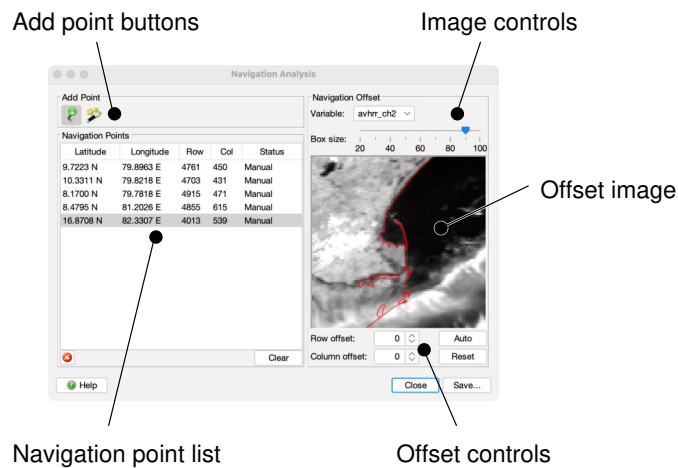 Add point buttons
Image controls
Navigation Analysis
Add Point
Navigation Offset
Variable: avhrr_ch2
Navigation Points
Box size:
20 40 60 80 100
Latitude Longitude Row Col Status
9.7223 N 79.8963 E 4761 450 Manual
10.3311 N 79.8218 E 4703 431 Manual
8.1700 N 79.7818 E 4915 471 Manual
8.4795 N 81.2026 E 4855 615 Manual
16.8708 N 82.3307 E 4013 539 Manual
Offset image
Row offset: 0 Auto
Clear
Column offset: 0 Reset
Help
Close Save...
Navigation point list
Offset controls